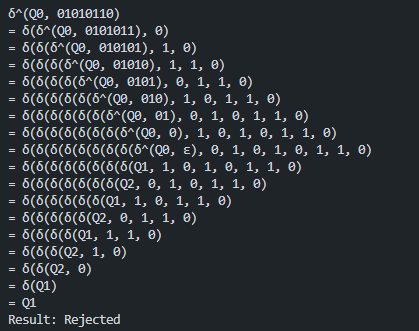 δ^(Q0, 01010110)
= δ(δ^(Q0, 0101011), 0)
= δ(δ(δ^(Q0, 010101), 1, 0)
= δ(δ(δ(δ^(Q0, 01010), 1, 1, 0)
= δ(δ(δ(δ(δ^(Q0, 0101), 0, 1, 1, 0)
= δ(δ(δ(δ(δ(δ^(Q0, 010), 1, 0, 1, 1, 0)
= δ(δ(δ(δ(δ(δ(δ^(Q0, 01), 0, 1, 0, 1, 1, 0)
= δ(δ(δ(δ(δ(δ(δ(δ^(Q0, 0), 1, 0, 1, 0, 1, 1, 0)
= δ(δ(δ(δ(δ(δ(δ(δ(δ^(Q0, ε), 0, 1, 0, 1, 0, 1, 1, 0)
= δ(δ(δ(δ(δ(δ(δ(Q1, 1, 0, 1, 0, 1, 1, 0)
= δ(δ(δ(δ(δ(δ(Q2, 0, 1, 0, 1, 1, 0)
= δ(δ(δ(δ(δ(Q1, 1, 0, 1, 1, 0)
= δ(δ(δ(δ(Q2, 0, 1, 1, 0)
= δ(δ(δ(Q1, 1, 1, 0)
= δ(δ(δ(Q2, 1, 0)
= δ(δ(Q2, 0)
= δ(Q1)
= Q1
Result: Rejected